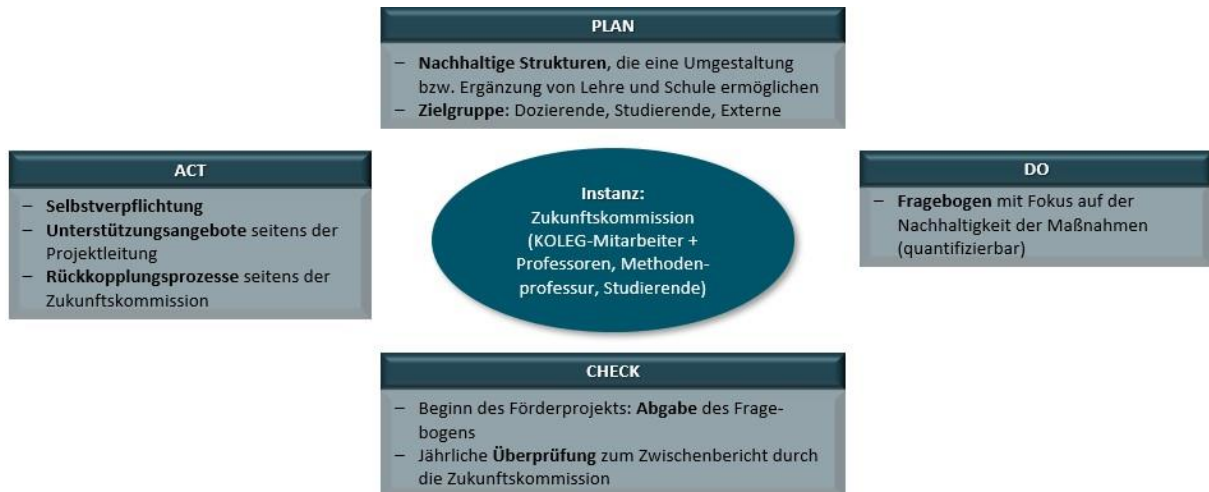 PLAN
– Nachhaltige Strukturen, die eine Umgestaltung
bzw. Ergänzung von Lehre und Schule ermöglichen
– Zielgruppe: Dozierende, Studierende, Externe
ACT
– Selbstverpflichtung
– Unterstützungsangebote seitens der
Projektleitung
– Rückkopplungsprozesse seitens der
Zukunftskommission
Instanz:
Zukunftskommission
(KOLEG-Mitarbeiter +
Professoren, Methoden-
professur, Studierende)
DO
– Fragebogen mit Fokus auf der
Nachhaltigkeit der Maßnahmen
(quantifizierbar)
CHECK
– Beginn des Förderprojekts: Abgabe des Frage-
bogens
– Jährliche Überprüfung zum Zwischenbericht durch
die Zukunftskommission